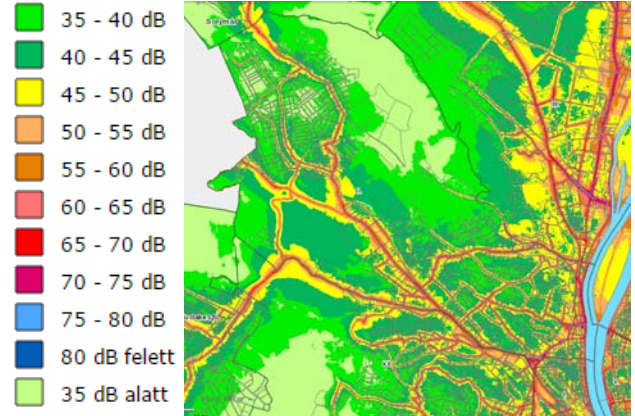 35 - 40 dB
40 - 45 dB
45 - 50 dB
50 - 55 dB
55 - 60 dB
60 - 65 dB
65 - 70 dB
70 - 75 dB
75 - 80 dB
80 dB felett
35 dB alatt